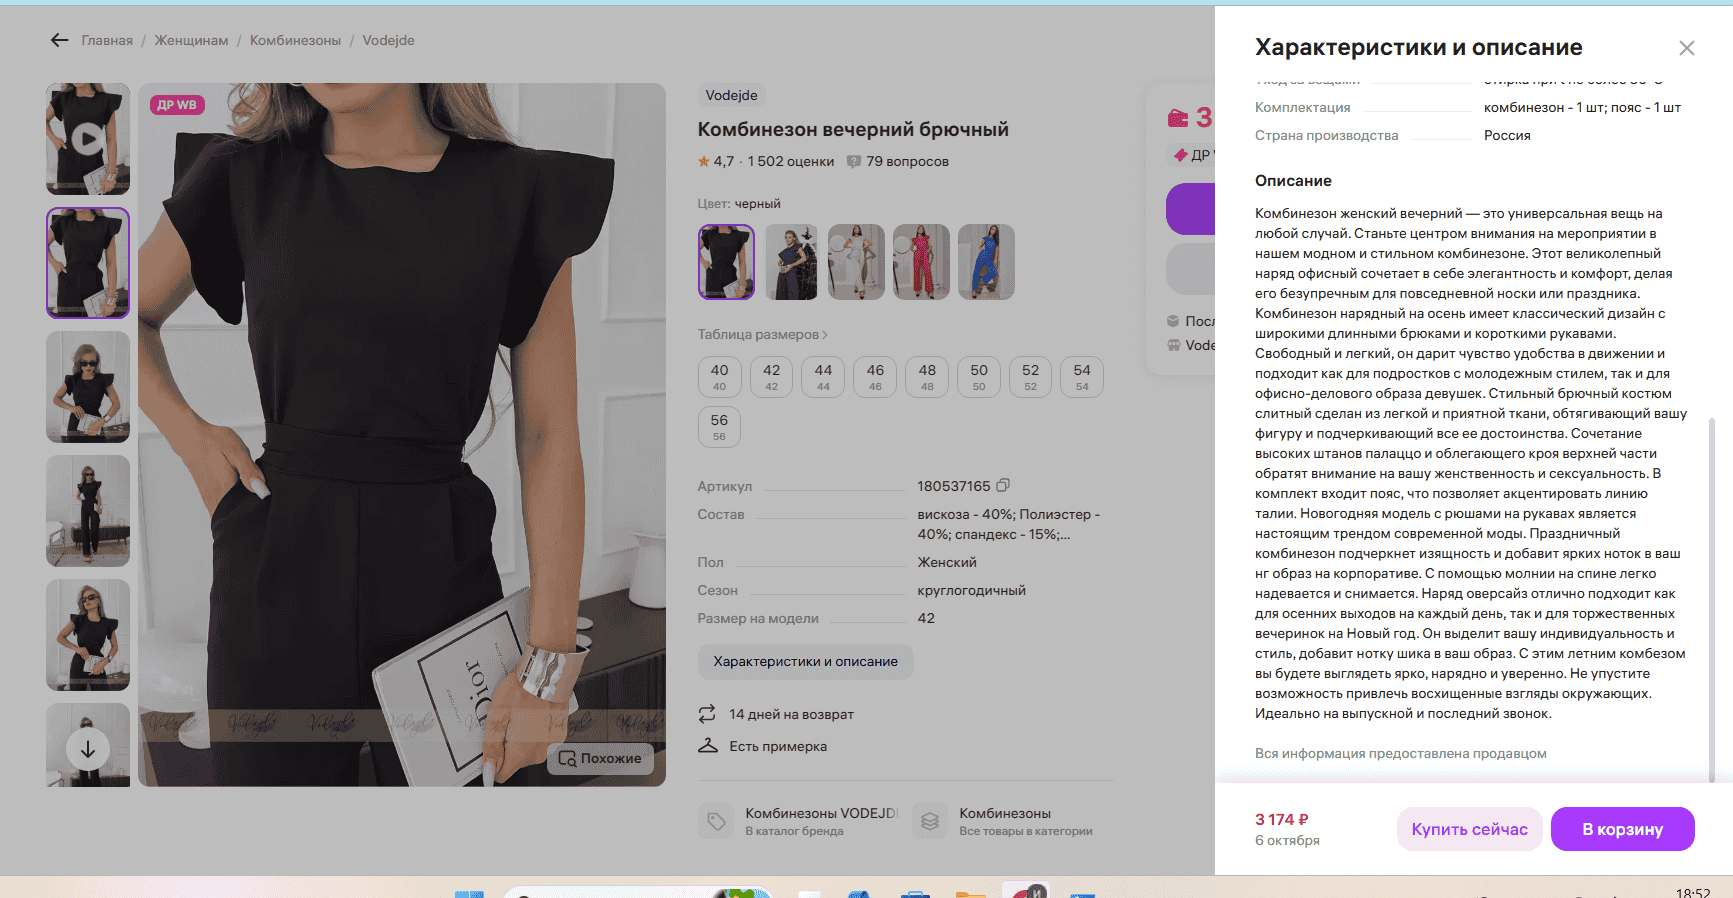 Главная / Женщинам / Комбинезоны / Vodejde
ДР WB
Похожие
Vodejde
Комбинезон вечерний брючный
4,7 · 1 502 оценки
79 вопросов
Цвет: черный
Таблица размеров
40 42 44 46 48 50 52 54
40 42 44 46 48 50 52 54
56
56
Артикул 180537165
Состав вискоза - 40%; Полиэстер -
40%; спандекс - 15%;...
Пол Женский
Сезон круглогодичный
Размер на модели 42
Характеристики и описание
14 дней на возврат
Есть примерка
Комбинезоны VODEJD
В каталог бренда
Комбинезоны
Все товары в категории
3
ДР
Посл
Vode
Характеристики и описание
Комплектация комбинезон - 1 шт; пояс - 1 шт
Страна производства Россия
Описание
Комбинезон женский вечерний — это универсальная вещь на
любой случай. Станьте центром внимания на мероприятии в
нашем модном и стильном комбинезоне. Этот великолепный
наряд офисный сочетает в себе элегантность и комфорт, делая
его безупречным для повседневной носки или праздника.
Комбинезон нарядный на осень имеет классический дизайн с
широкими длинными брюками и короткими рукавами.
Свободный и легкий, он дарит чувство удобства в движении и
подходит как для подростков с молодежным стилем, так и для
офисно-делового образа девушек. Стильный брючный костюм
слитный сделан из легкой и приятной ткани, обтягивающий вашу
фигуру и подчеркивающий все ее достоинства. Сочетание
высоких штанов палаццо и облегающего кроя верхней части
обратят внимание на вашу женственность и сексуальность. В
комплект входит пояс, что позволяет акцентировать линию
талии. Новогодняя модель с рюшами на рукавах является
настоящим трендом современной моды. Праздничный
комбинезон подчеркнет изящность и добавит ярких ноток в ваш
нг образ на корпоративе. С помощью молнии на спине легко
надевается и снимается. Наряд оверсайз отлично подходит как
для осенних выходов на каждый день, так и для торжественных
вечеринок на Новый год. Он выделит вашу индивидуальность и
стиль, добавит нотку шика в ваш образ. С этим летним комбезом
вы будете выглядеть ярко, нарядно и уверенно. Не упустите
возможность привлечь восхищенные взгляды окружающих.
Идеально на выпускной и последний звонок.
Вся информация предоставлена продавцом
3 174 ₽
6 октября
Купить сейчас
В корзину
18:52